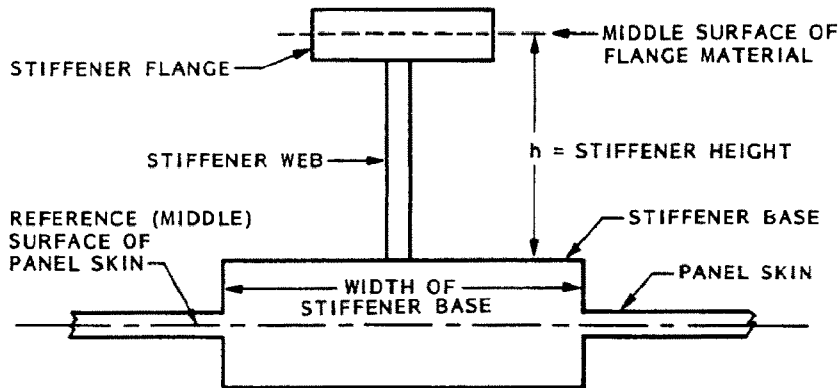 MIDDLE SURFACE OF
FLANGE MATERIAL
STIFFENER FLANGE
STIFFENER WEB
h = STIFFENER HEIGHT
REFERENCE (MIDDLE)
SURFACE OF
PANEL SKIN
STIFFENER BASE
PANEL SKIN
WIDTH OF
STIFFENER BASE